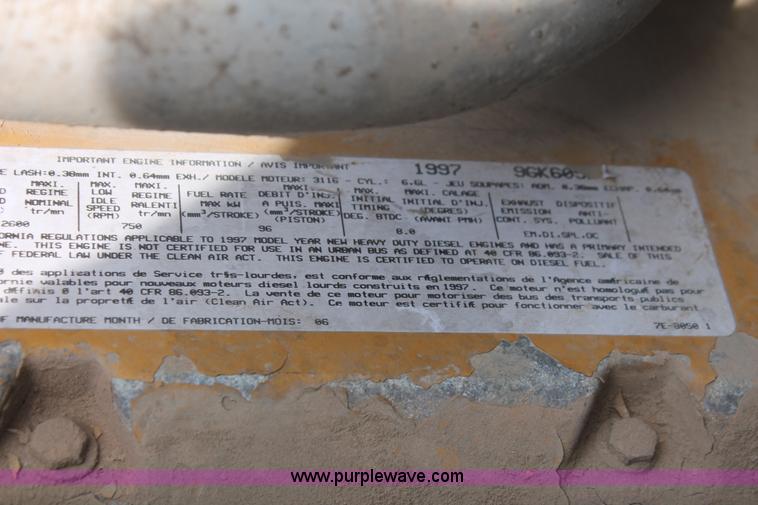 IMPORTANT ENGINE INFORMATION / AVIS IMPORTANT 1997
LASH:0.38mm INT. 0.64mm EXH./ MODELE MOTEUR: 3116 - CYL.: 6.6L - JEU SOUPAPES: ADM. 0.38mm ECHAP. 0.64mm
MAXI. MAX. MAXI. MAXI. MAX. MAXI. CALAGE
REGIME LOW REGIME FUEL RATE DEBIT D'INJ. INITIAL INITIAL D'INJ. EXHAUST DISPOSITIF
NOMINAL IDLE RALENTI MAX kW A PUIS. MAXI TIMING (DEGRES) EMISSION ANTI-
tr/mn (RPM) tr/mn (mm³/STROKE) (mm³/STROKE) DEG. BTDC (AVANT PMH) CONT. SYS. POLLUANT
(PISTON)
2600 750 96 8.0 EM.DI.SPL.OC
REGULATIONS APPLICABLE TO 1997 MODEL YEAR NEW HEAVY DUTY DIESEL ENGINES AND HAS A PRIMARY INTENDED
THIS ENGINE IS NOT CERTIFIED FOR USE IN AN URBAN BUS AS DEFINED AT 40 CFR 86.093-2. SALE OF THIS
OF FEDERAL LAW UNDER THE CLEAN AIR ACT. THIS ENGINE IS CERTIFIED TO OPERATE ON DIESEL FUEL.
des applications de Service très-lourdes, est conforme aux réglementations de l'Agence américaine de
valables pour nouveaux moteurs diesel lourds construits en 1997. Ce moteur n'est homologué pas pour
définis 0 l'art 40 CFR 86.093-2. La vente de ce moteur pour motoriser des bus des transports publics
sur la propreté de l'air (Clean Air Act). Ce moteur est certifié pour fonctionner avec le carburant
OF MANUFACTURE MONTH / DE FABRICATION-MOIS: 06 7E-8050 1
www.purplewave.com